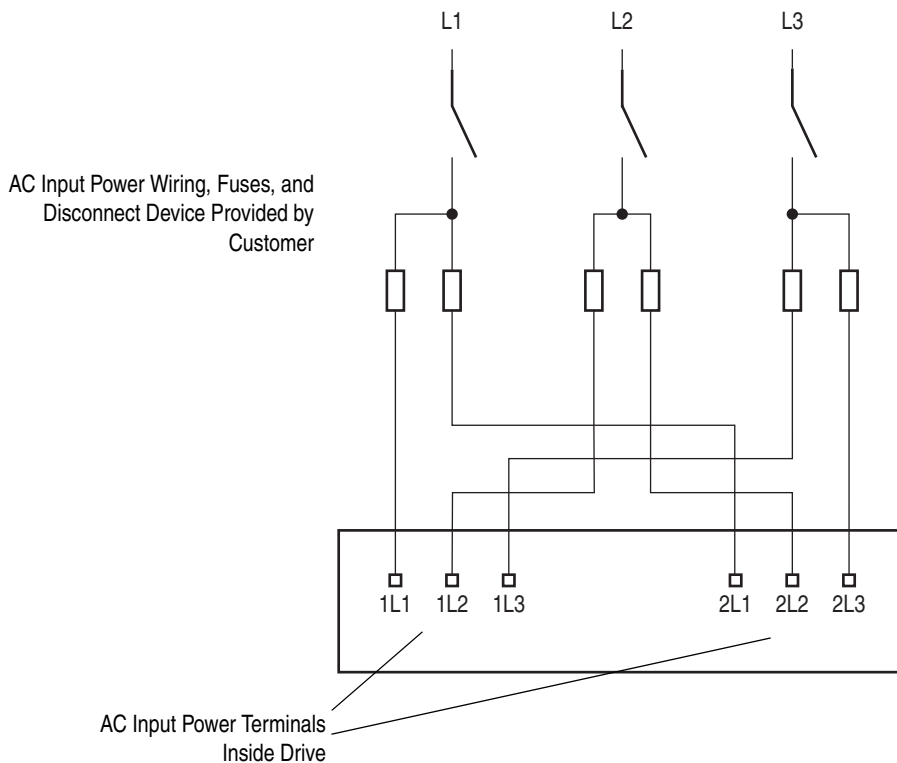 L1
L2
L3
AC Input Power Wiring, Fuses, and
Disconnect Device Provided by
Customer
1L1
1L2
1L3
2L1
2L2
2L3
AC Input Power Terminals
Inside Drive